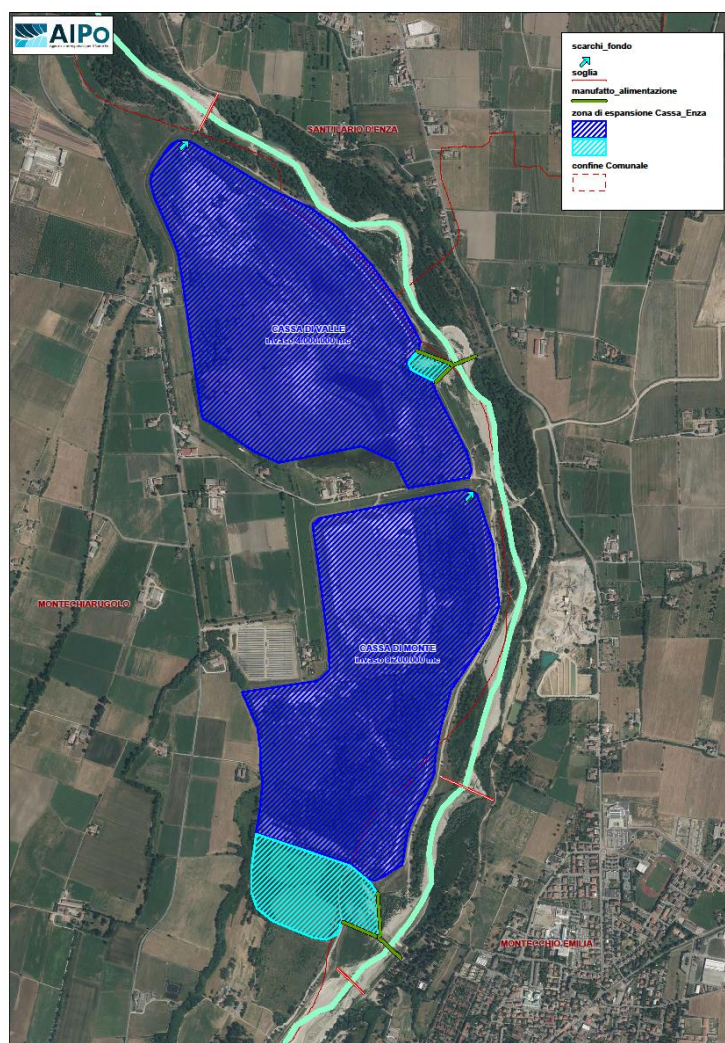 AIPo
scarchi_fondo
soglia
manufatto_alimentazione
zona di espansione Cassa_Enza
confine Comunale
SANT'ILARIO D'ENZA
CASSA DI VALLE
MONTECHIARUGOLO
CASSA DI MONTE
MONTECCHIO EMILIA